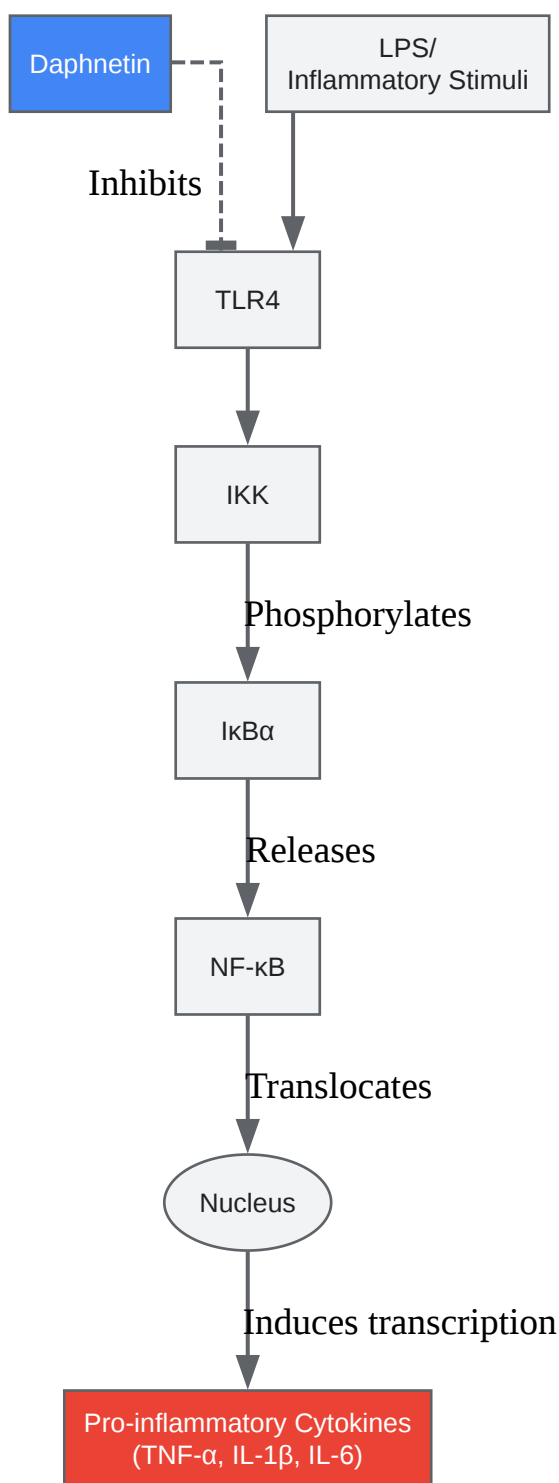 Daphnetin
LPS/
Inflammatory Stimuli
Inhibits
TLR4
IKK
Phosphorylates
IκBα
Releases
NF-κB
Translocates
Nucleus
Induces transcription
Pro-inflammatory Cytokines
(TNF-α, IL-1β, IL-6)